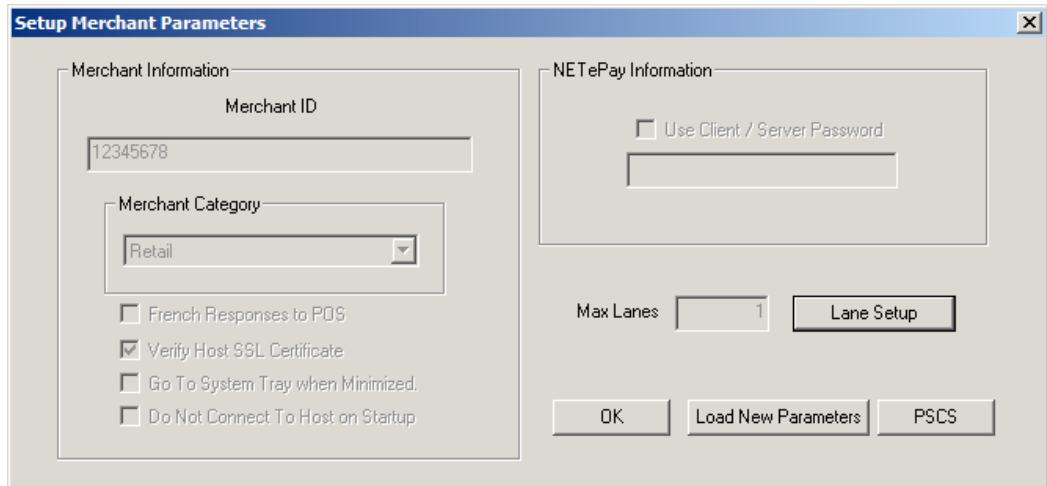 Setup Merchant Parameters
Merchant Information
Merchant ID
12345678
Merchant Category
Retail
French Responses to POS
Verify Host SSL Certificate
Go To System Tray when Minimized.
Do Not Connect To Host on Startup
NETePay Information
Use Client / Server Password
Max Lanes 1 Lane Setup
OK Load New Parameters PSCS